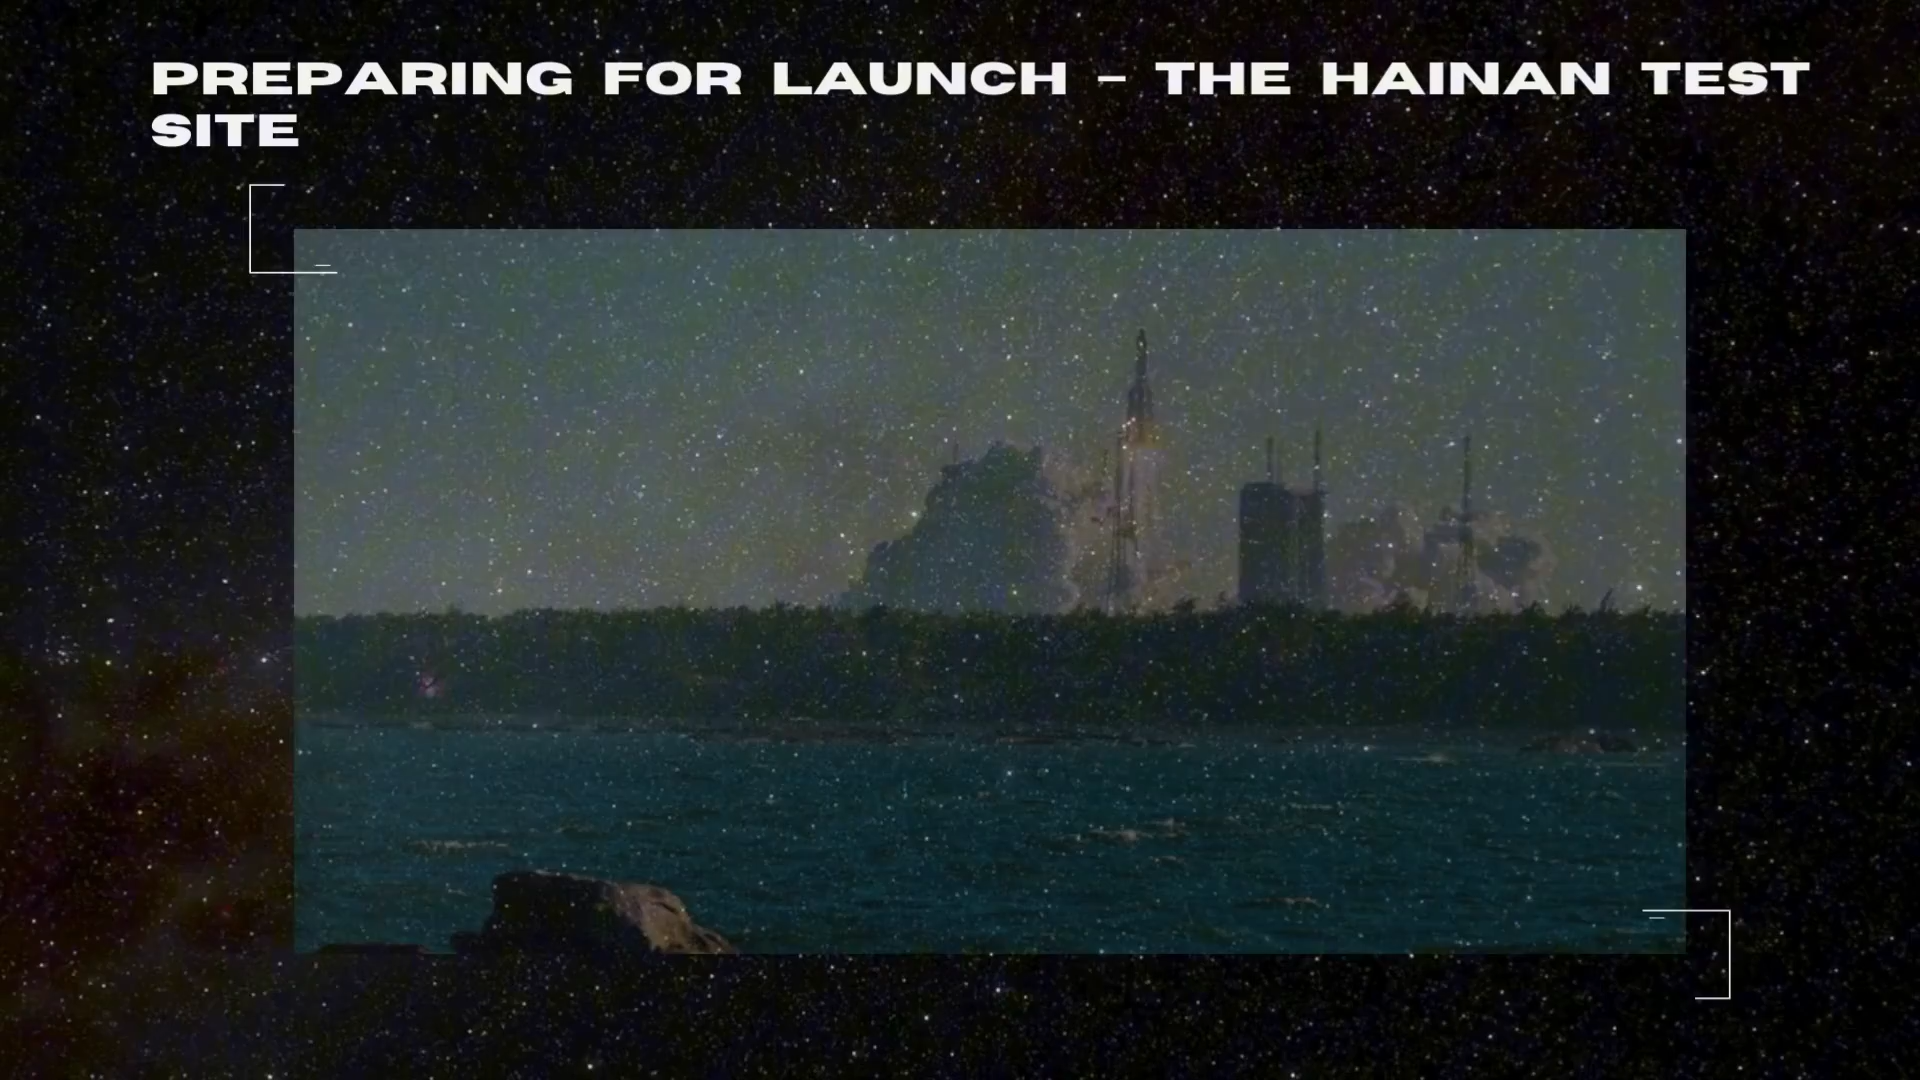 PREPARING FOR LAUNCH – THE HAINAN TEST
SITE